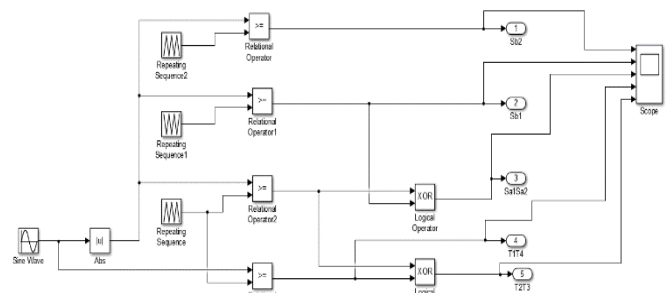 >=
1
Relational
Operator
Sb2
Repeating
Sequence2
>=
2
Relational
Operator1
Sb1
Scope
Repeating
Sequence1
>=
3
XOR
Relational
Operator2
Sa1Sa2
Logical
Operator
Repeating
Sequence
|u|
4
Sine Wave
Abs
T1T4
>=
XOR
5
Logical
T2T3